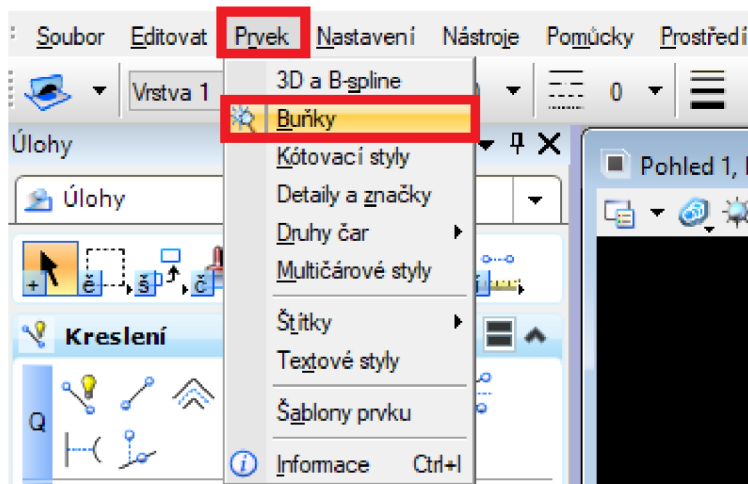 Soubor Editovat Prvek Nastavení Nástroje Pomůcky Prostředí
Vrstva 1 0
3D a B-spline
Buňky
Kótovací styly
Detaily a značky
Druhy čar
Multičárové styly
Štítky
Textové styly
Šablony prvku
Informace Ctrl+I
Úlohy
Úlohy
+ ě š č
Kreslení
Q
Pohled 1,